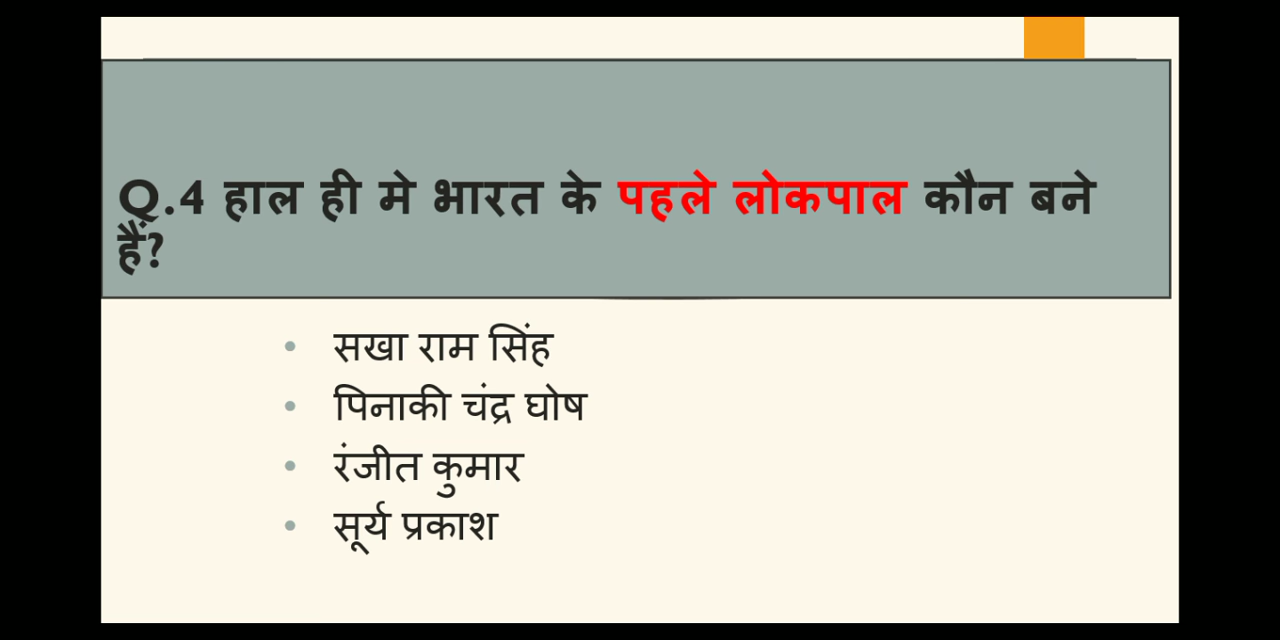 Q.4 हाल ही मे भारत के पहले लोकपाल कौन बने
हैं?
• सखा राम सिंह
• पिनाकी चंद्र घोष
• रंजीत कुमार
• सूर्य प्रकाश